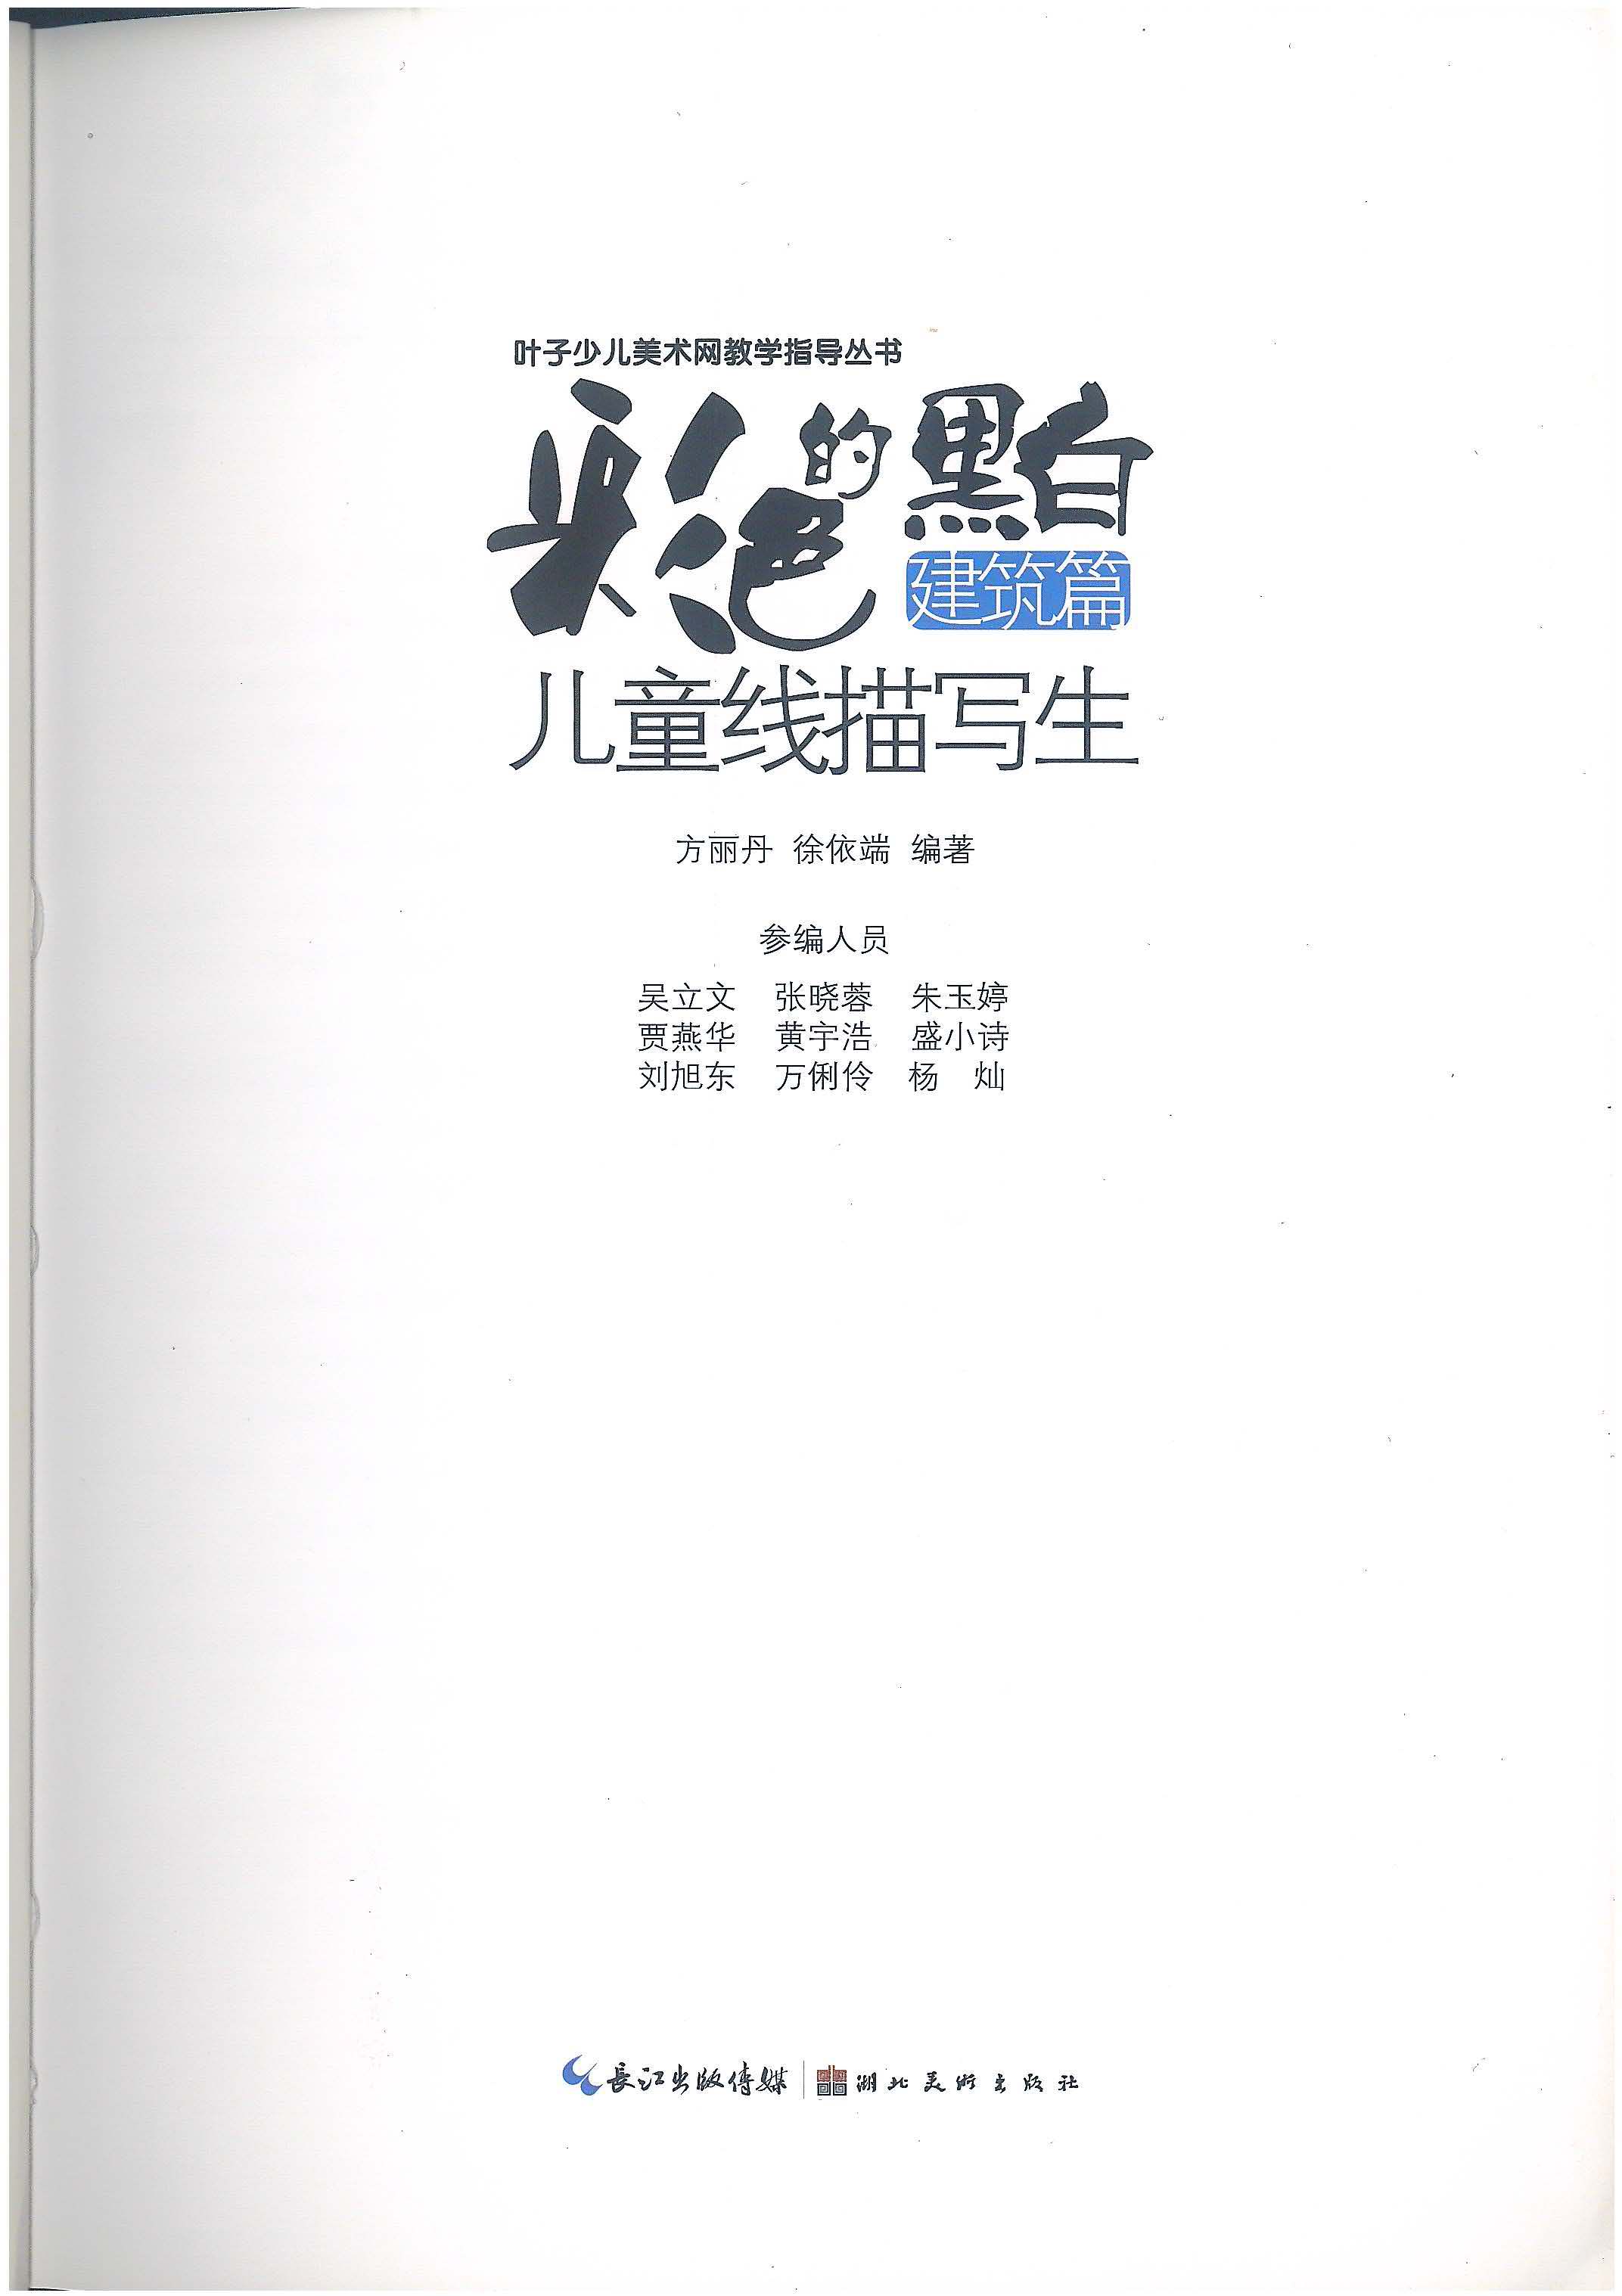 叶子少儿美术网教学指导丛书
彩色的黑白
建筑篇
儿童线描写生
方丽丹 徐依端 编著
参编人员
吴立文 张晓蓉 朱玉婷
贾燕华 黄宇浩 盛小诗
刘旭东 万俐伶 杨 灿
長江出版傳媒 湖北美術出版社